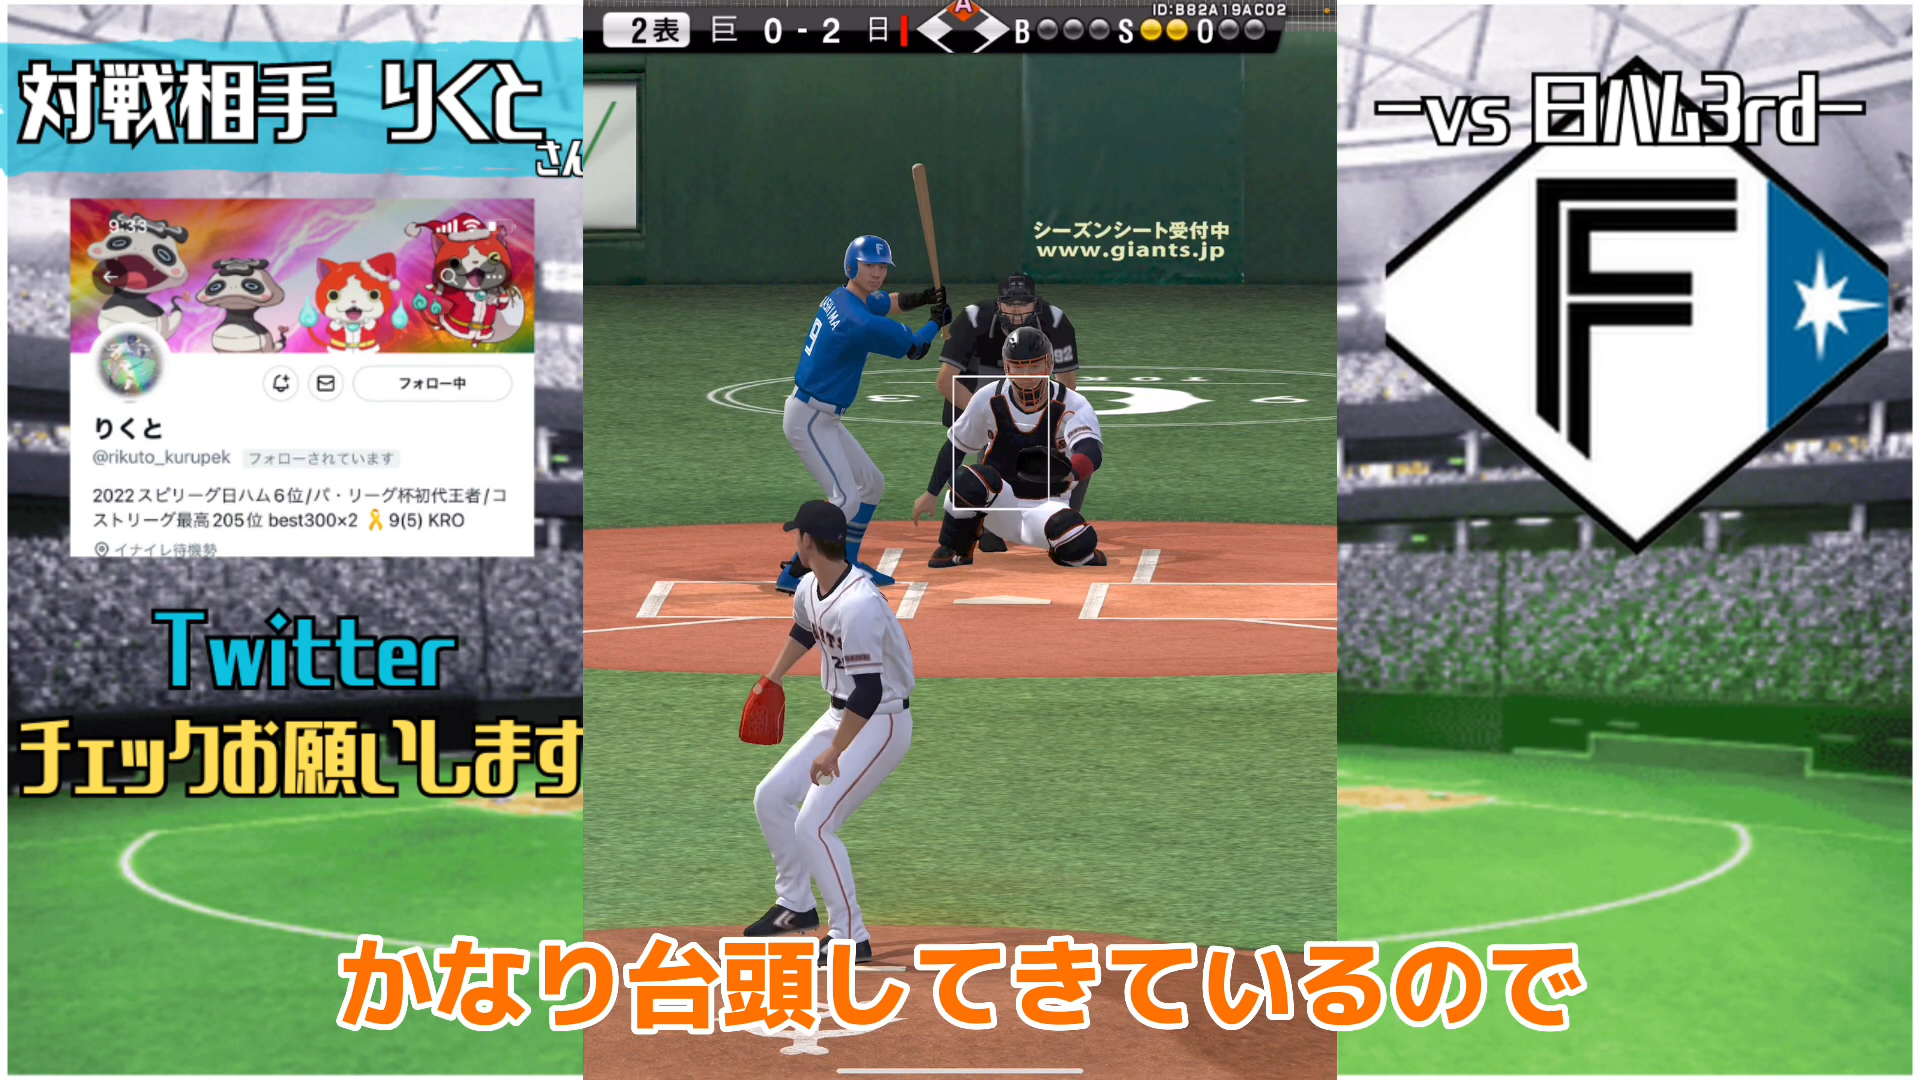 対戦相手 りくと
さん
9:33
フォロー中
りくと
@rikuto_kurupek フォローされています
2022スピリーグ日ハム6位/パ・リーグ杯初代王者/コ
ストリーグ最高205位 best300×2 🎗9(5) KRO
イナイレ待機勢
Twitter
チェックお願いします
ID:B82A19AC02
2表 巨 0 - 2 日 A B S O
シーズンシート受付中
www.giants.jp
9
92
ーvs 日ハム3rdー
F
かなり台頭してきているので